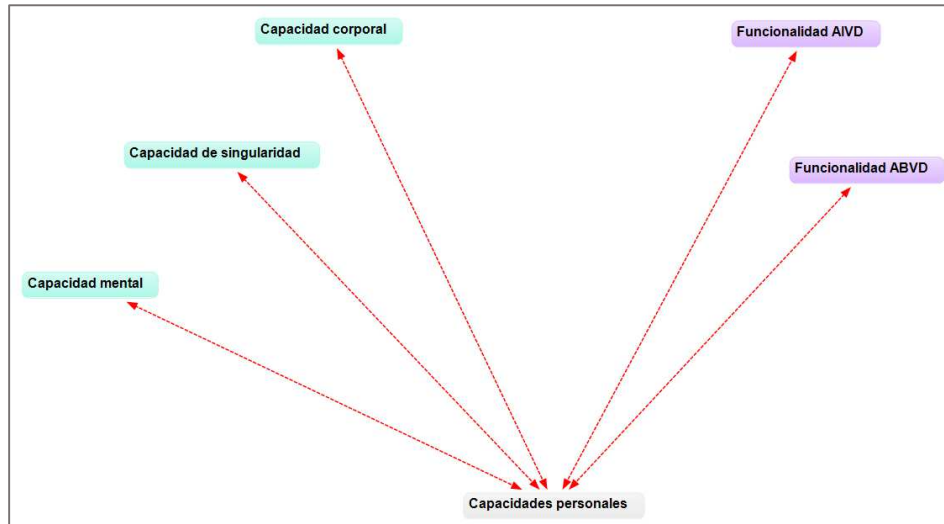 Capacidad corporal
Funcionalidad AIVD
Capacidad de singularidad
Funcionalidad ABVD
Capacidad mental
Capacidades personales